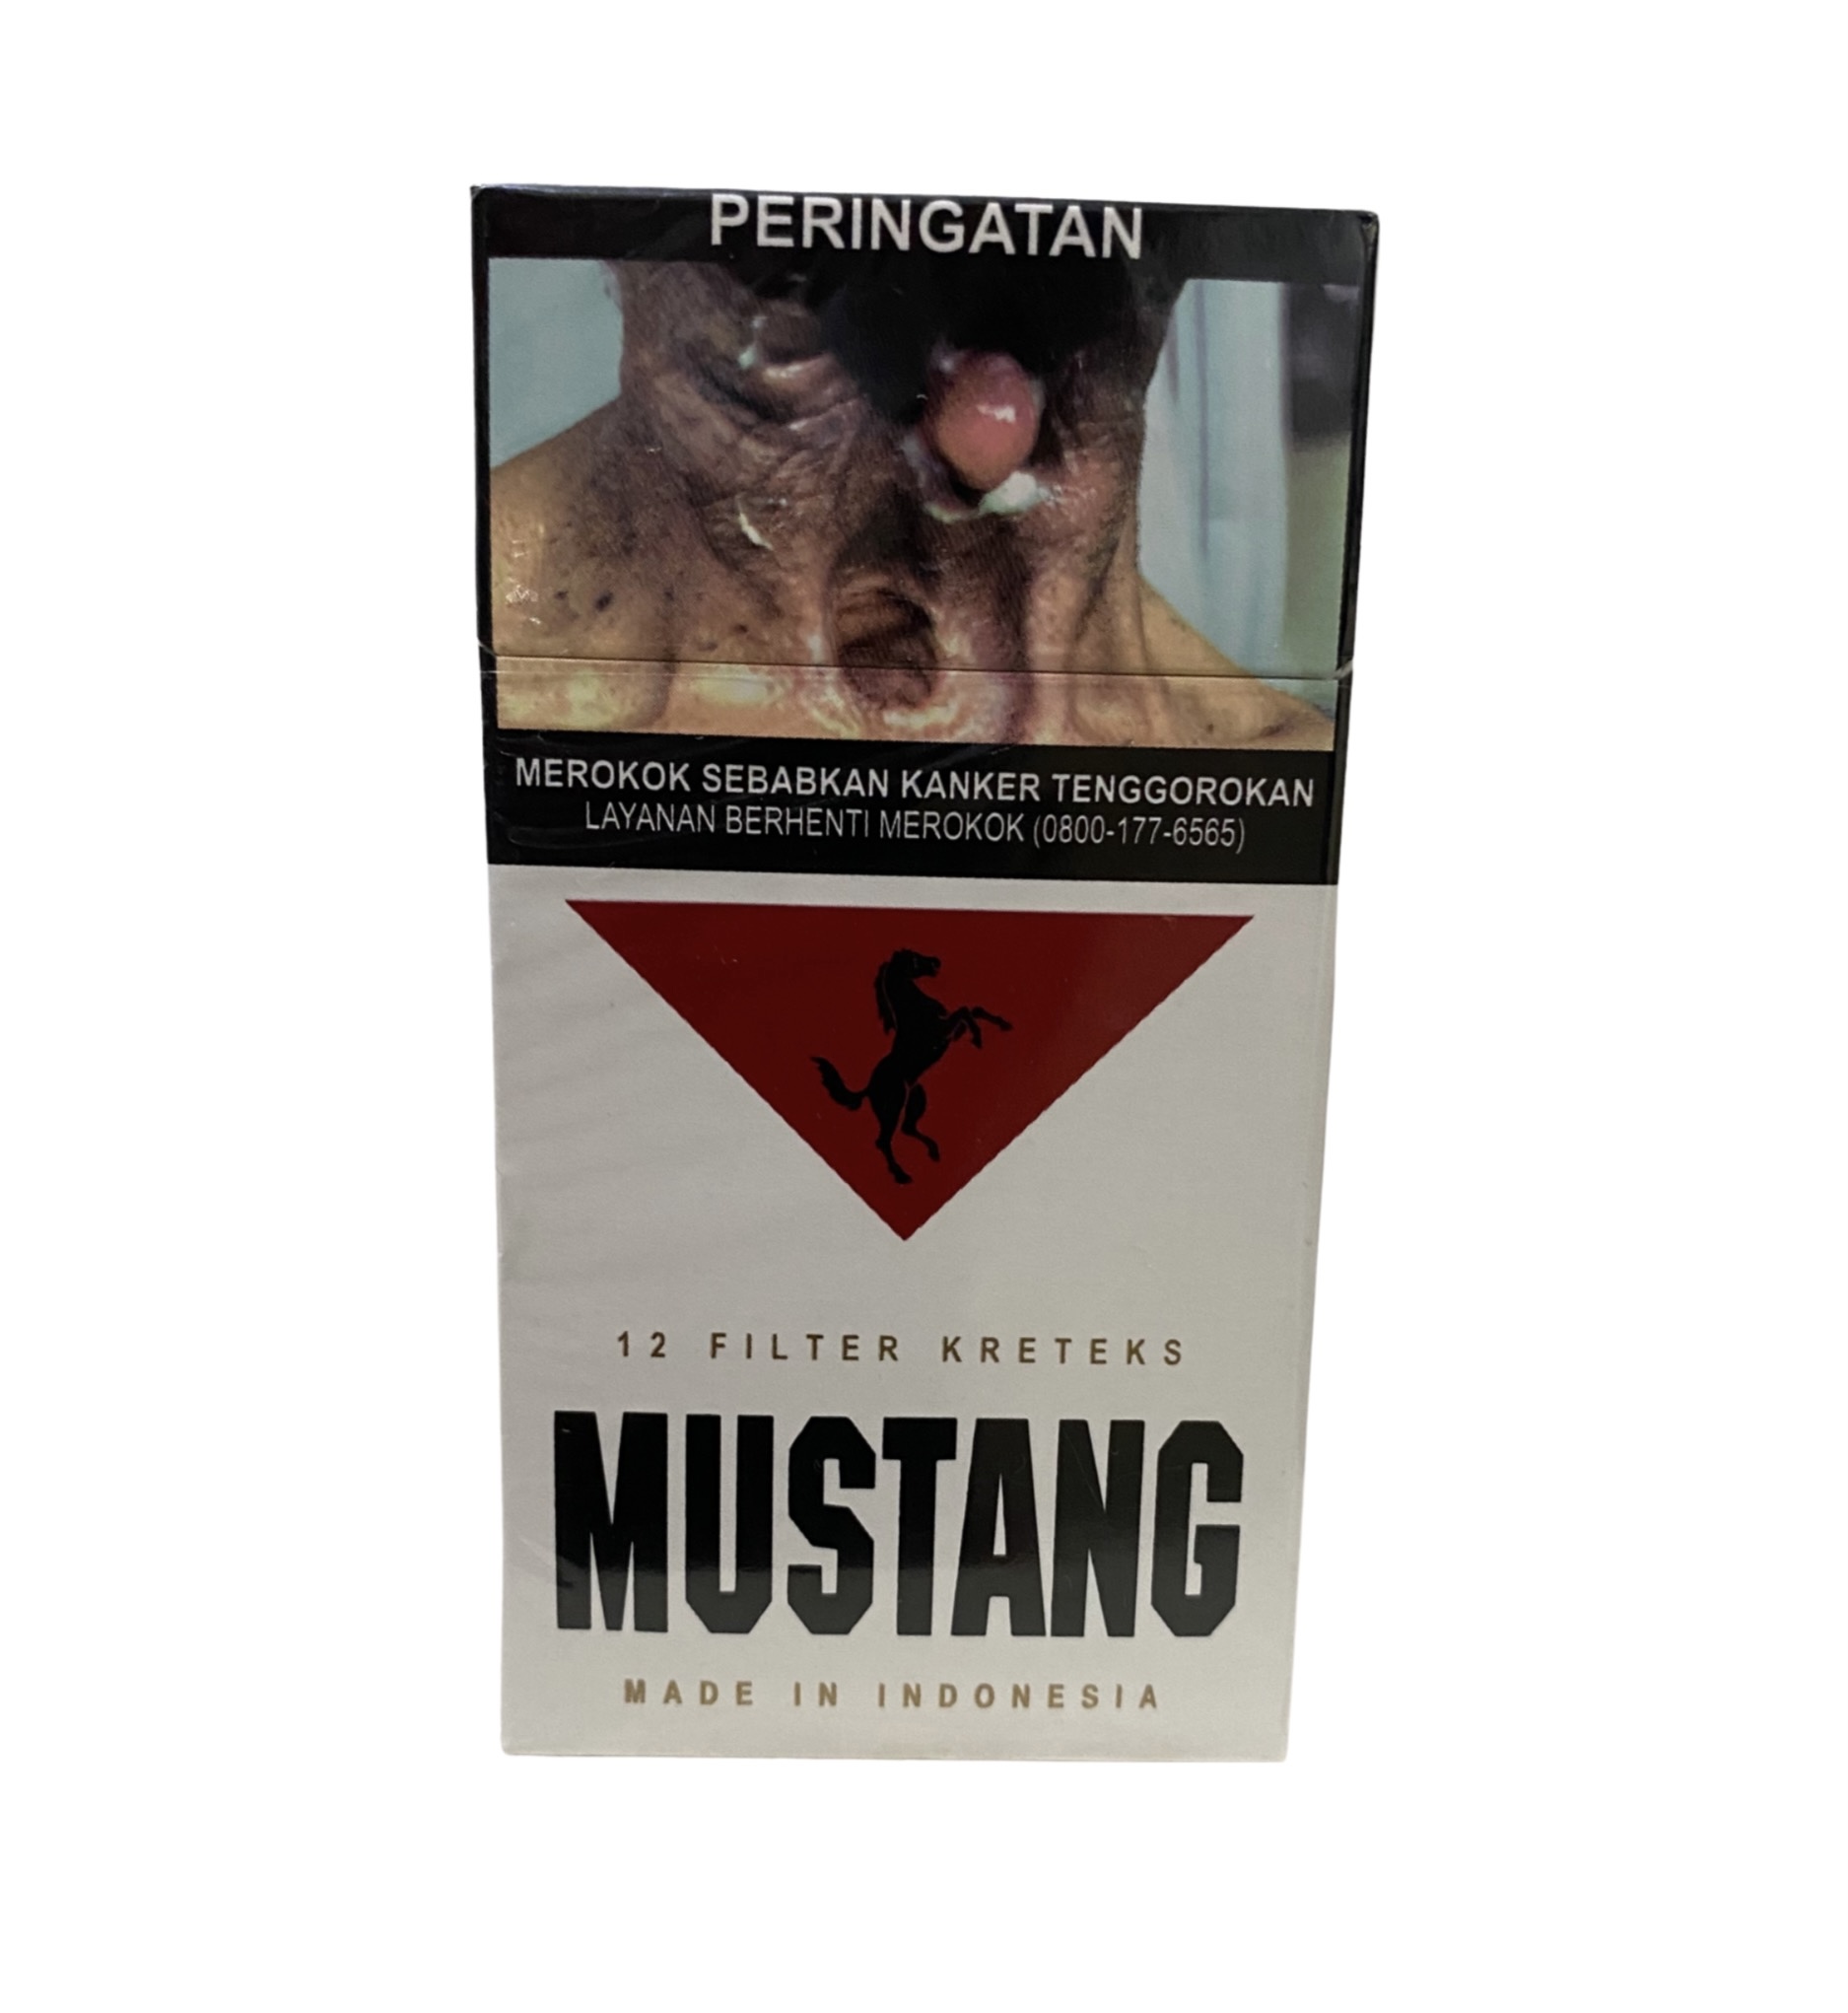 PERINGATAN
MEROKOK SEBABKAN KANKER TENGGOROKAN
LAYANAN BERHENTI MEROKOK (0800-177-6565)
12 FILTER KRETEKS
MUSTANG
MADE IN INDONESIA